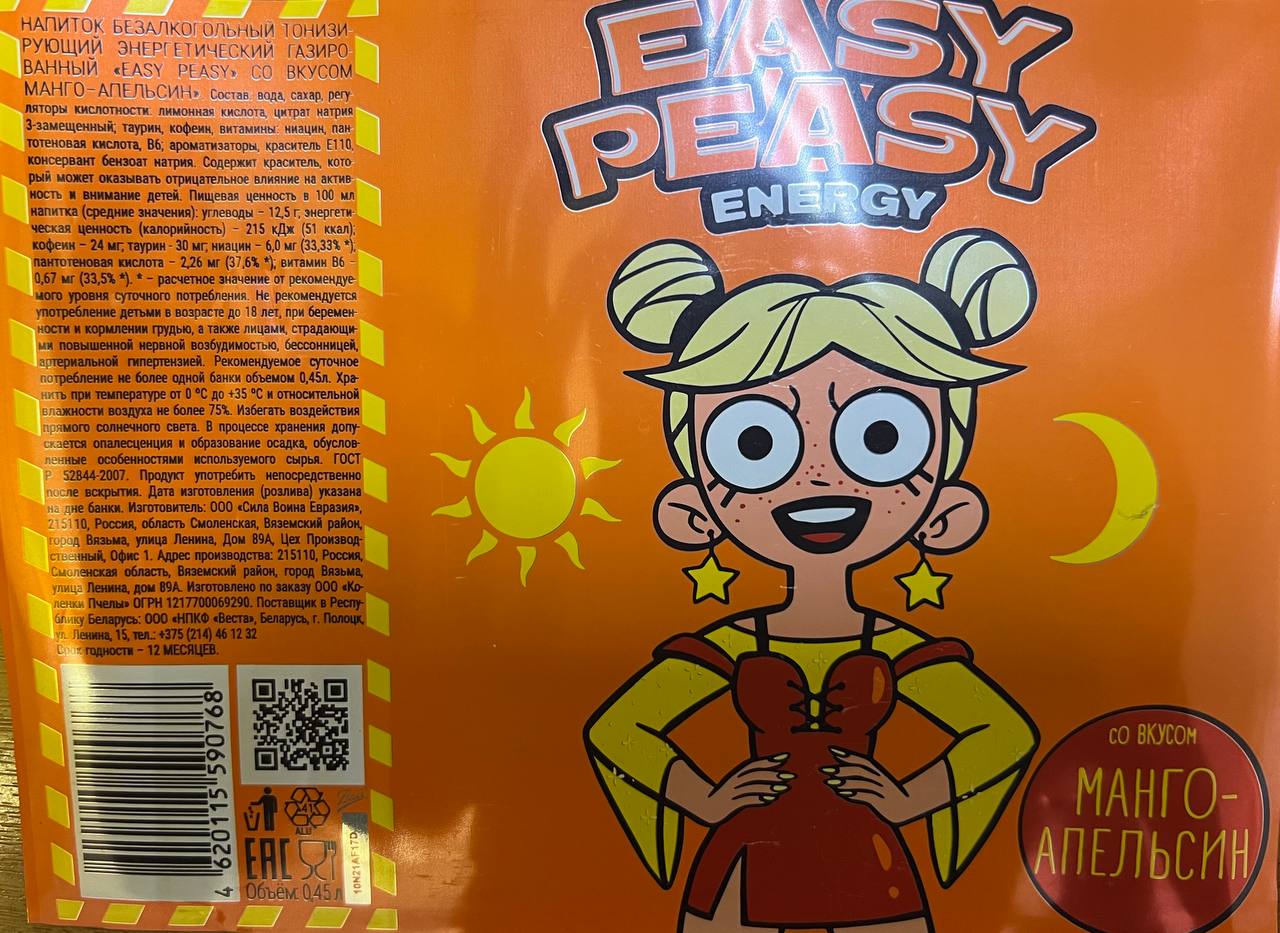 НАПИТОК БЕЗАЛКОГОЛЬНЫЙ ТОНИЗИ-
РУЮЩИЙ ЭНЕРГЕТИЧЕСКИЙ ГАЗИРО-
ВАННЫЙ «EASY PEASY» СО ВКУСОМ
МАНГО-АПЕЛЬСИН». Состав: вода, сахар, регу-
ляторы кислотности: лимонная кислота, цитрат натрия
3-замещенный; таурин, кофеин, витамины: ниацин, пан-
тотеновая кислота, B6; ароматизаторы, краситель Е110,
консервант бензоат натрия. Содержит краситель, кото-
рый может оказывать отрицательное влияние на актив-
ность и внимание детей. Пищевая ценность в 100 мл
напитка (средние значения): углеводы – 12,5 г, энергети-
ческая ценность (калорийность) – 215 кДж (51 ккал);
кофеин – 24 мг; таурин - 30 мг; ниацин – 6,0 мг (33,33% *);
пантотеновая кислота – 2,26 мг (37,6% *); витамин B6 –
0,67 мг (33,5% *). * – расчетное значение от рекомендуе-
мого уровня суточного потребления. Не рекомендуется
употребление детьми в возрасте до 18 лет, при беремен-
ности и кормлении грудью, а также лицами, страдающи-
ми повышенной нервной возбудимостью, бессонницей,
артериальной гипертензией. Рекомендуемое суточное
потребление не более одной банки объемом 0,45л. Хра-
нить при температуре от 0 °С до +35 °С и относительной
влажности воздуха не более 75%. Избегать воздействия
прямого солнечного света. В процессе хранения допу-
скается опалесценция и образование осадка, обуслов-
ленные особенностями используемого сырья. ГОСТ
Р 52844-2007. Продукт употребить непосредственно
после вскрытия. Дата изготовления (розлива) указана
на дне банки. Изготовитель: ООО «Сила Воина Евразия»,
215110, Россия, область Смоленская, Вяземский район,
город Вязьма, улица Ленина, Дом 89А, Цех Производ-
ственный, Офис 1. Адрес производства: 215110, Россия,
Смоленская область, Вяземский район, город Вязьма,
улица Ленина, дом 89А. Изготовлено по заказу ООО «Ко-
ленки Пчелы» ОГРН 1217700069290. Поставщик в Респу-
блику Беларусь: ООО «НПКФ «Веста», Беларусь, г. Полоцк,
ул. Ленина, 15, тел.: +375 (214) 46 12 32
Срок годности – 12 МЕСЯЦЕВ.
4 620115 590768
41
ALU
EAC
Объём: 0,45 л
EASY
PEASY
ENERGY
СО ВКУСОМ
МАНГО-
АПЕЛЬСИН